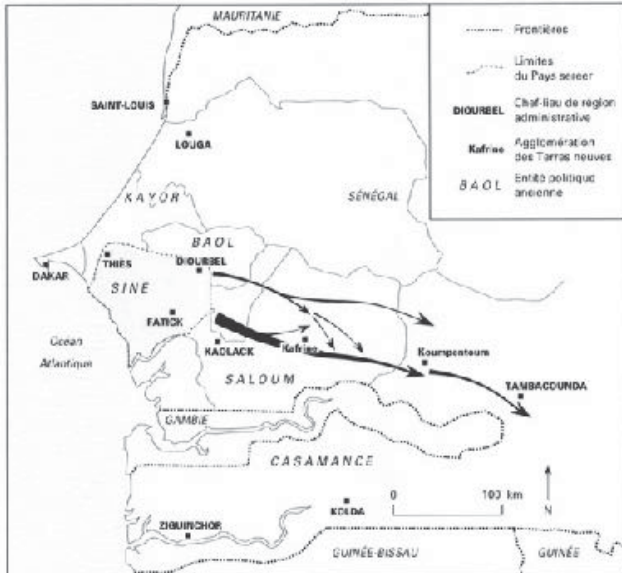 MAURITANIE
SAINT-LOUIS
LOUGA
KAYOR
SÉNÉGAL
BAOL
DIOURBEL
THIÈS
DAKAR
SINE
FATICK
Océan
Atlantique
KAOLACK
Kafrine
Koumpentoum
TAMBACOUNDA
SALOUM
GAMBIE
CASAMANCE
0 100 km
N
KOLDA
ZIGUINCHOR
GUINÉE-BISSAU
GUINÉE
Frontières
Limites
du Pays sereer
DIOURBEL
Chef-lieu de région
administrative
Kafrine
Agglomération
des Terres neuves
BAOL
Entité politique
ancienne